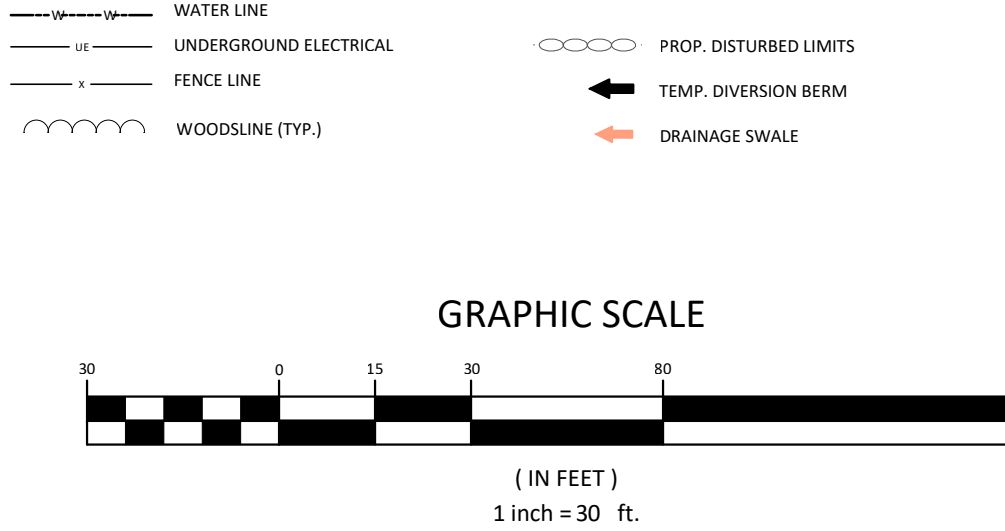 W W WATER LINE
UE UNDERGROUND ELECTRICAL
X FENCE LINE
WOODSLINE (TYP.)
PROP. DISTURBED LIMITS
TEMP. DIVERSION BERM
DRAINAGE SWALE
GRAPHIC SCALE
30 0 15 30 80
( IN FEET )
1 inch = 30 ft.